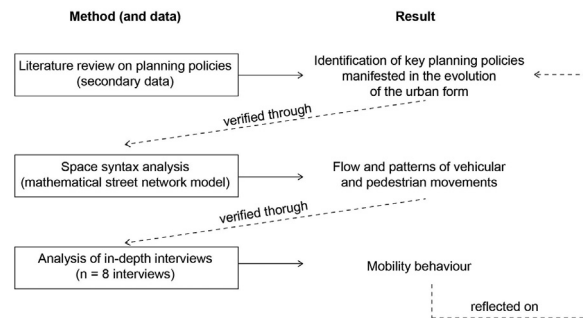 Method (and data)
Result
Literature review on planning policies
(secondary data)
Identification of key planning policies
manifested in the evolution
of the urban form
verified through
Space syntax analysis
(mathematical street network model)
Flow and patterns of vehicular
and pedestrian movements
verified thorugh
Analysis of in-depth interviews
(n = 8 interviews)
Mobility behaviour
reflected on